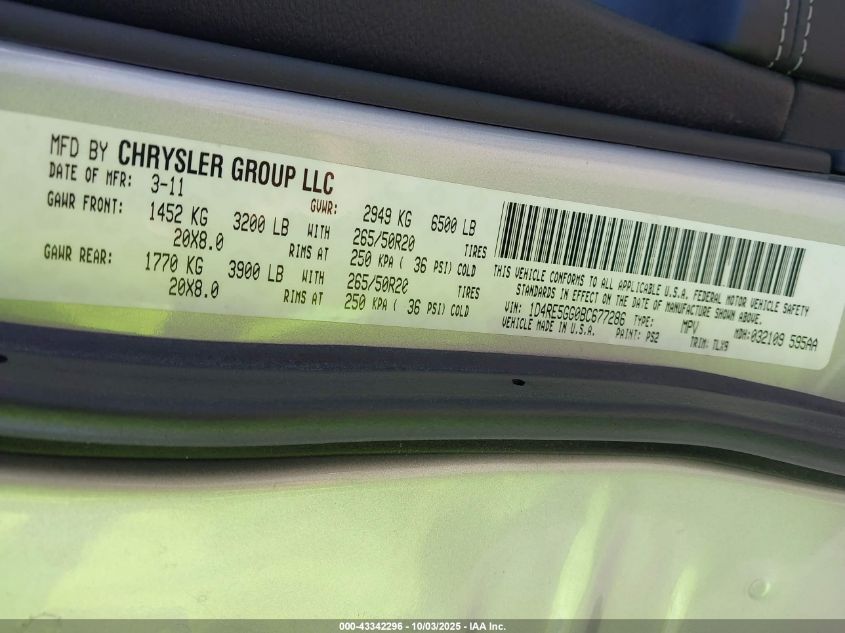 MFD BY CHRYSLER GROUP LLC
DATE OF MFR: 3-11 GVWR: 2949 KG 6500 LB
GAWR FRONT: 1452 KG 3200 LB WITH 265/50R20 TIRES
20X8.0 RIMS AT 250 KPA ( 36 PSI) COLD
GAWR REAR: 1770 KG 3900 LB WITH 265/50R20 TIRES
20X8.0 RIMS AT 250 KPA ( 36 PSI) COLD
THIS VEHICLE CONFORMS TO ALL APPLICABLE U.S.A. FEDERAL MOTOR VEHICLE SAFETY
STANDARDS IN EFFECT ON THE DATE OF MANUFACTURE SHOWN ABOVE.
VIN: 1D4RE5GG0BC677286 TYPE: MPV MDH:032109 595AA
VEHICLE MADE IN U.S.A. PAINT: PS2 TRIM: TLX9
000-43342296 - 10/03/2025 - IAA Inc.